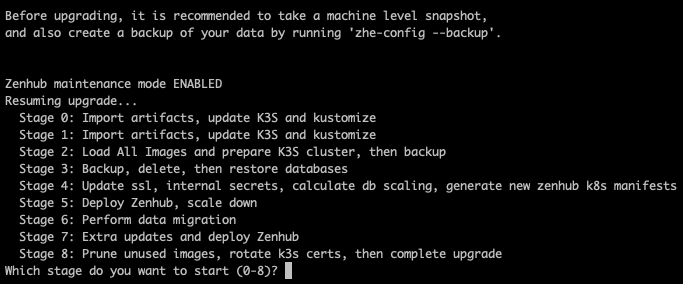 Before upgrading, it is recommended to take a machine level snapshot,
and also create a backup of your data by running 'zhe-config --backup'.
Zenhub maintenance mode ENABLED
Resuming upgrade...
Stage 0: Import artifacts, update K3S and kustomize
Stage 1: Import artifacts, update K3S and kustomize
Stage 2: Load All Images and prepare K3S cluster, then backup
Stage 3: Backup, delete, then restore databases
Stage 4: Update ssl, internal secrets, calculate db scaling, generate new zenhub k8s manifests
Stage 5: Deploy Zenhub, scale down
Stage 6: Perform data migration
Stage 7: Extra updates and deploy Zenhub
Stage 8: Prune unused images, rotate k3s certs, then complete upgrade
Which stage do you want to start (0-8)?